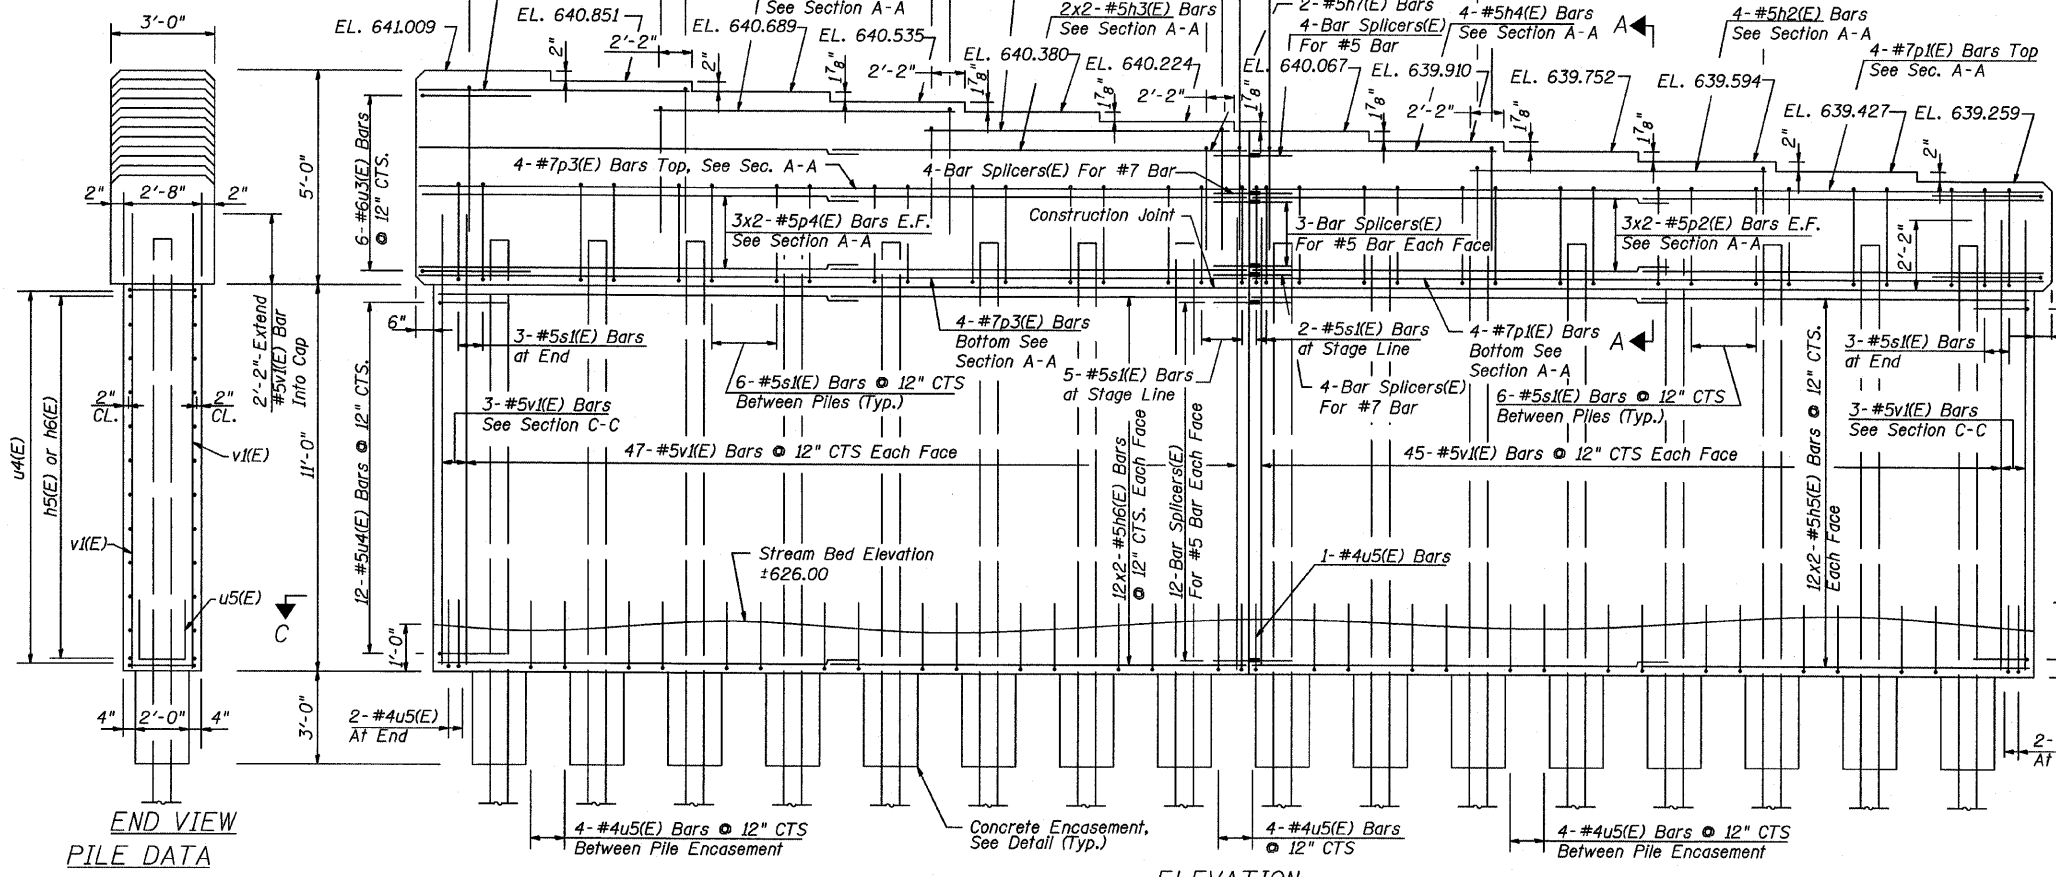 3'-0"
EL. 641.009
EL. 640.851
2'-2"
2"
See Section A-A
EL. 640.689
2"
EL. 640.535
1 7/8"
2'-2"
1 7/8"
2x2-#5h3(E) Bars
See Section A-A
EL. 640.380
1 7/8"
EL. 640.224
2'-2"
1 7/8"
2-#5h7(E) Bars
4-Bar Splicers(E)
For #5 Bar
EL. 640.067
1 7/8"
4-#5h4(E) Bars
See Section A-A
A
EL. 639.910
2'-2"
1 7/8"
4-#5h2(E) Bars
See Section A-A
EL. 639.752
1 7/8"
EL. 639.594
2"
4-#7p1(E) Bars Top
See Sec. A-A
EL. 639.427
2"
EL. 639.259
2"
2'-8"
2"
6-#6u3(E) Bars
@ 12" CTS.
5'-0"
4-#7p3(E) Bars Top, See Sec. A-A
4-Bar Splicers(E) For #7 Bar
3x2-#5p4(E) Bars E.F.
See Section A-A
Construction Joint
3-Bar Splicers(E)
For #5 Bar Each Face
3x2-#5p2(E) Bars E.F.
See Section A-A
2'-2"
2'-2"-Extend
#5v1(E) Bar
Into Cap
6"
3-#5s1(E) Bars
at End
4-#7p3(E) Bars
Bottom See
Section A-A
2-#5s1(E) Bars
at Stage Line
4-#7p1(E) Bars
Bottom See
Section A-A
A
3-#5s1(E) Bars
at End
6-#5s1(E) Bars @ 12" CTS
Between Piles (Typ.)
5-#5s1(E) Bars
at Stage Line
4-Bar Splicers(E)
For #7 Bar
6-#5s1(E) Bars @ 12" CTS
Between Piles (Typ.)
2"
CL.
2"
CL.
3-#5v1(E) Bars
See Section C-C
3-#5v1(E) Bars
See Section C-C
47-#5v1(E) Bars @ 12" CTS Each Face
45-#5v1(E) Bars @ 12" CTS Each Face
u4(E)
h5(E) or h6(E)
v1(E)
v1(E)
11'-0"
12-#5u4(E) Bars @ 12" CTS.
12x2-#5h6(E) Bars
@ 12" CTS. Each Face
12-Bar Splicers(E)
For #5 Bar Each Face
12x2-#5h5(E) Bars @ 12" CTS.
Each Face
Stream Bed Elevation
±626.00
1-#4u5(E) Bars
u5(E)
C
1'-0"
4"
2'-0"
4"
3'-0"
2-#4u5(E)
At End
2-
At
END VIEW
PILE DATA
4-#4u5(E) Bars @ 12" CTS
Between Pile Encasement
Concrete Encasement,
See Detail (Typ.)
4-#4u5(E) Bars
@ 12" CTS
4-#4u5(E) Bars @ 12" CTS
Between Pile Encasement
ELEVATION